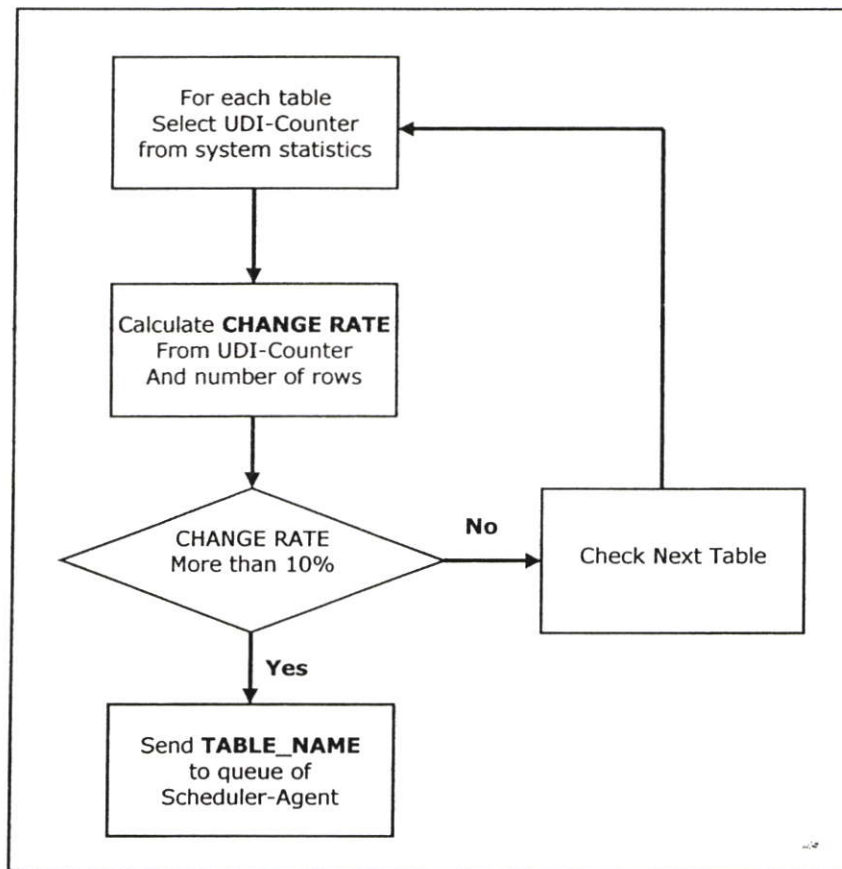 For each table
Select UDI-Counter
from system statistics
Calculate CHANGE RATE
From UDI-Counter
And number of rows
CHANGE RATE
More than 10%
No
Check Next Table
Yes
Send TABLE_NAME
to queue of
Scheduler-Agent